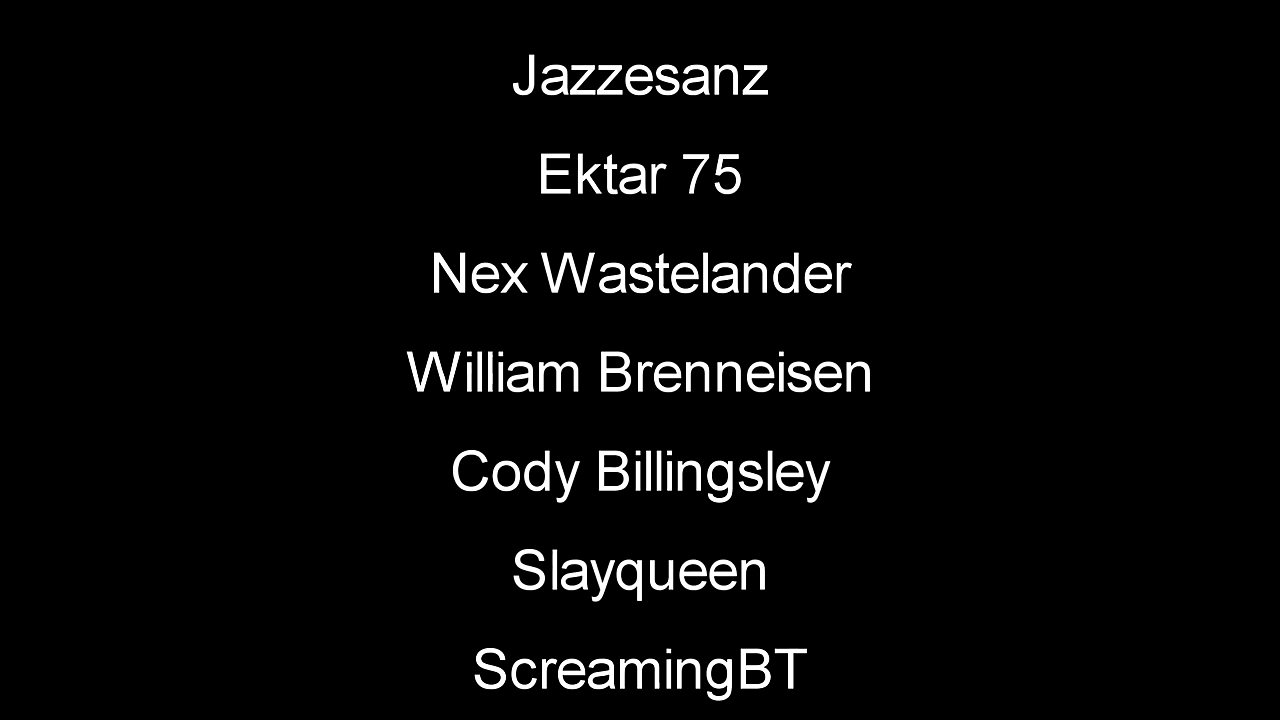 Jazzesanz
Ektar 75
Nex Wastelander
William Brenneisen
Cody Billingsley
Slayqueen
ScreamingBT